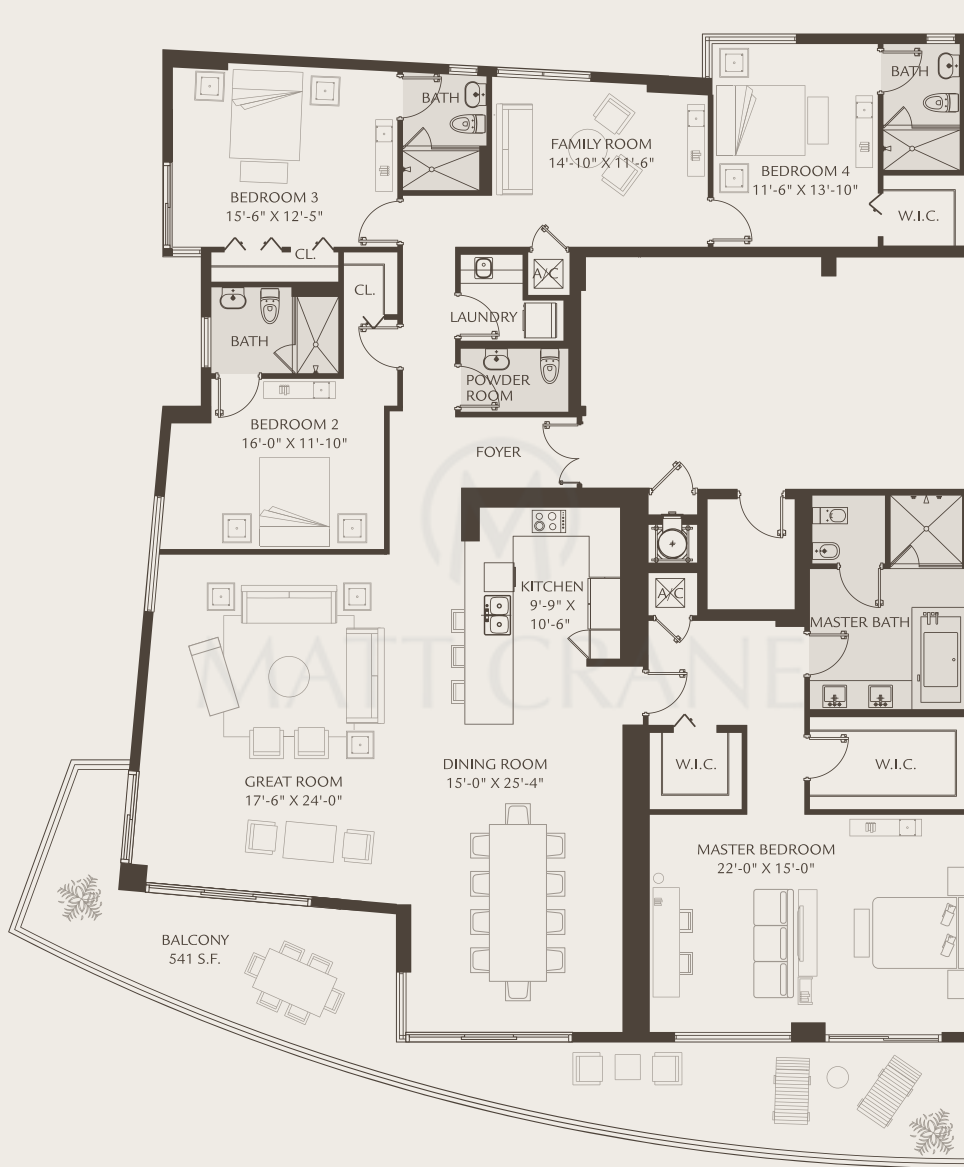 BATH
BATH
FAMILY ROOM
14'-10" X 11'-6"
BEDROOM 4
11'-6" X 13'-10"
BEDROOM 3
15'-6" X 12'-5"
W.I.C.
CL.
A/C
CL.
LAUNDRY
BATH
POWDER
ROOM
BEDROOM 2
16'-0" X 11'-10"
FOYER
M
KITCHEN
9'-9" X
10'-6"
A/C
MASTER BATH
MATT CRANE
DINING ROOM
15'-0" X 25'-4"
W.I.C.
W.I.C.
GREAT ROOM
17'-6" X 24'-0"
MASTER BEDROOM
22'-0" X 15'-0"
BALCONY
541 S.F.